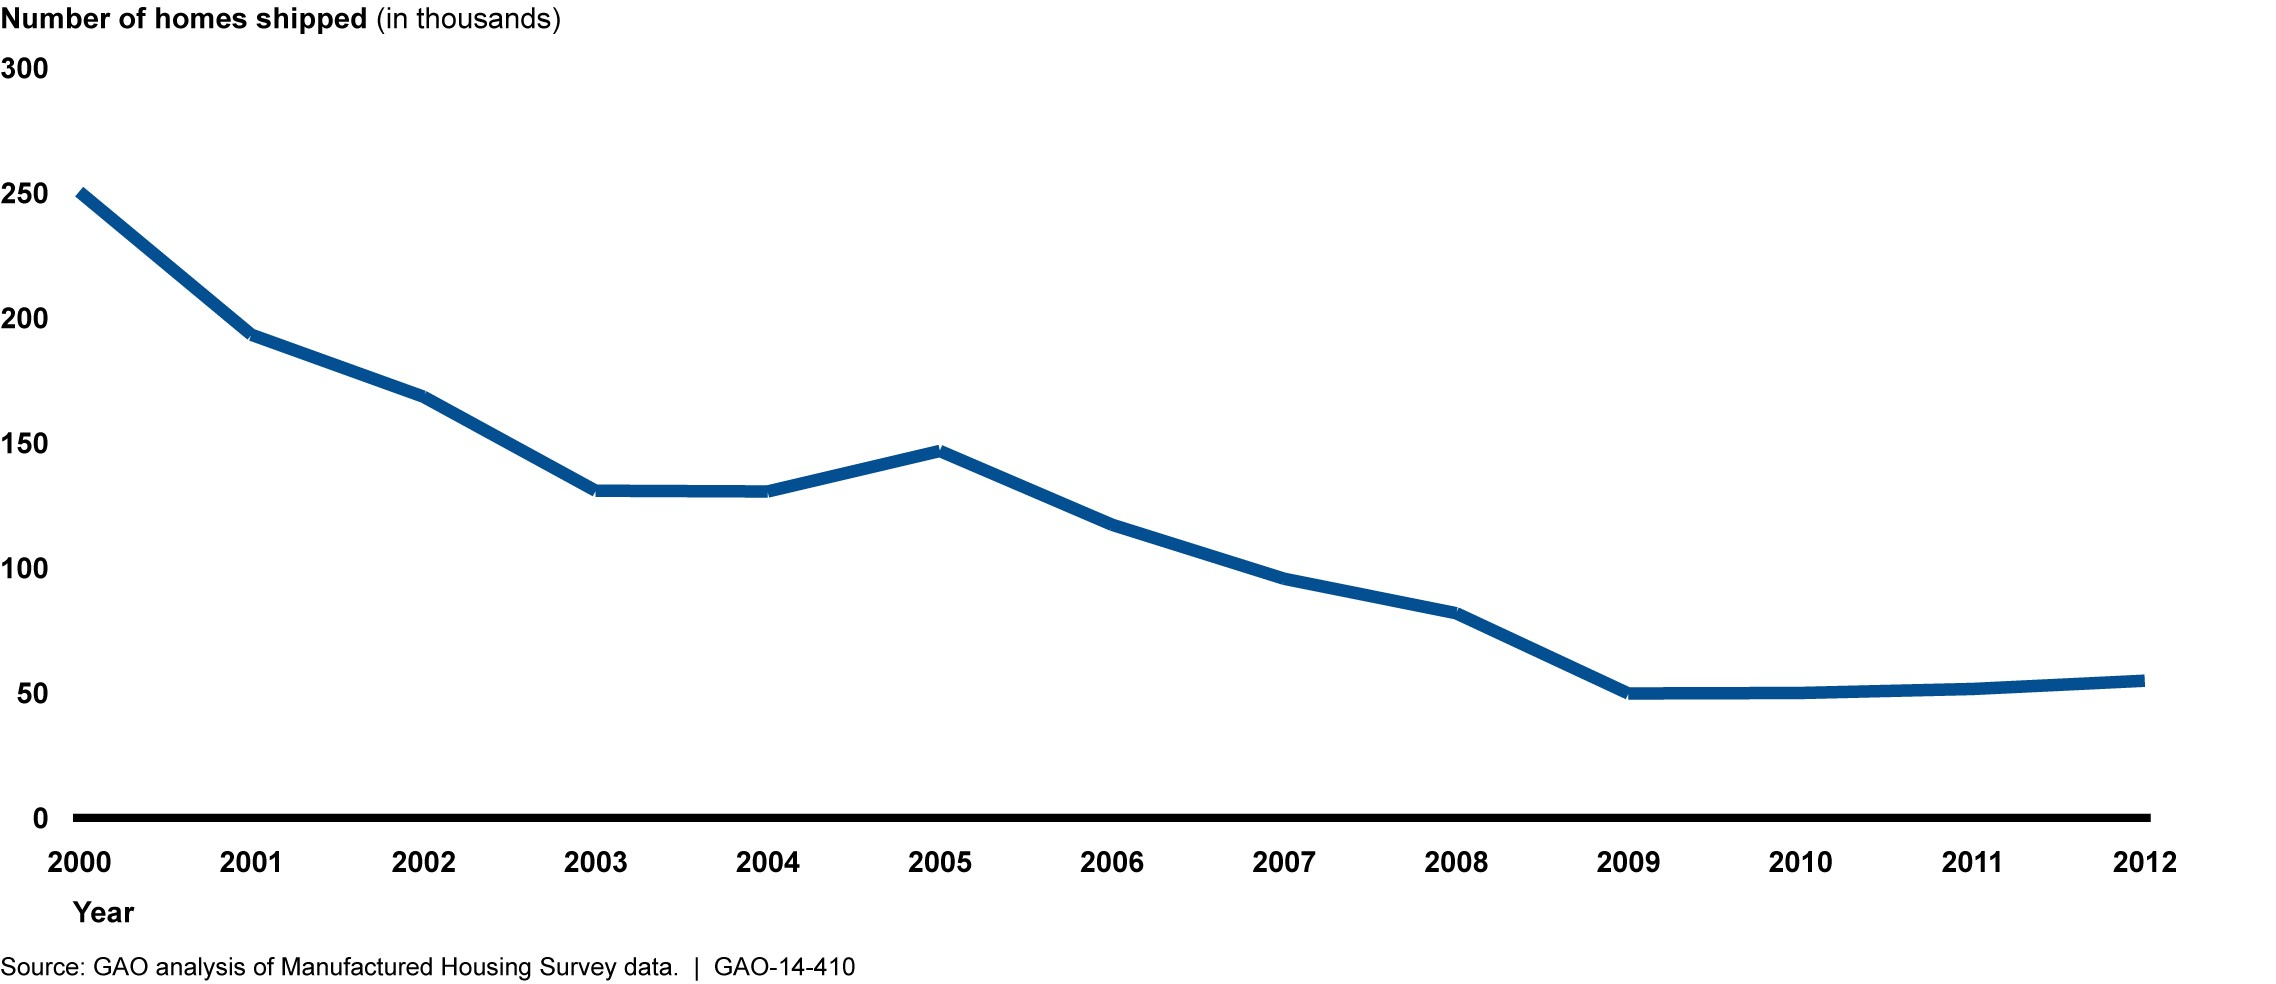 Number of homes shipped (in thousands)
300
250
200
150
100
50
0
2000 2001 2002 2003 2004 2005 2006 2007 2008 2009 2010 2011 2012
Year
Source: GAO analysis of Manufactured Housing Survey data. | GAO-14-410